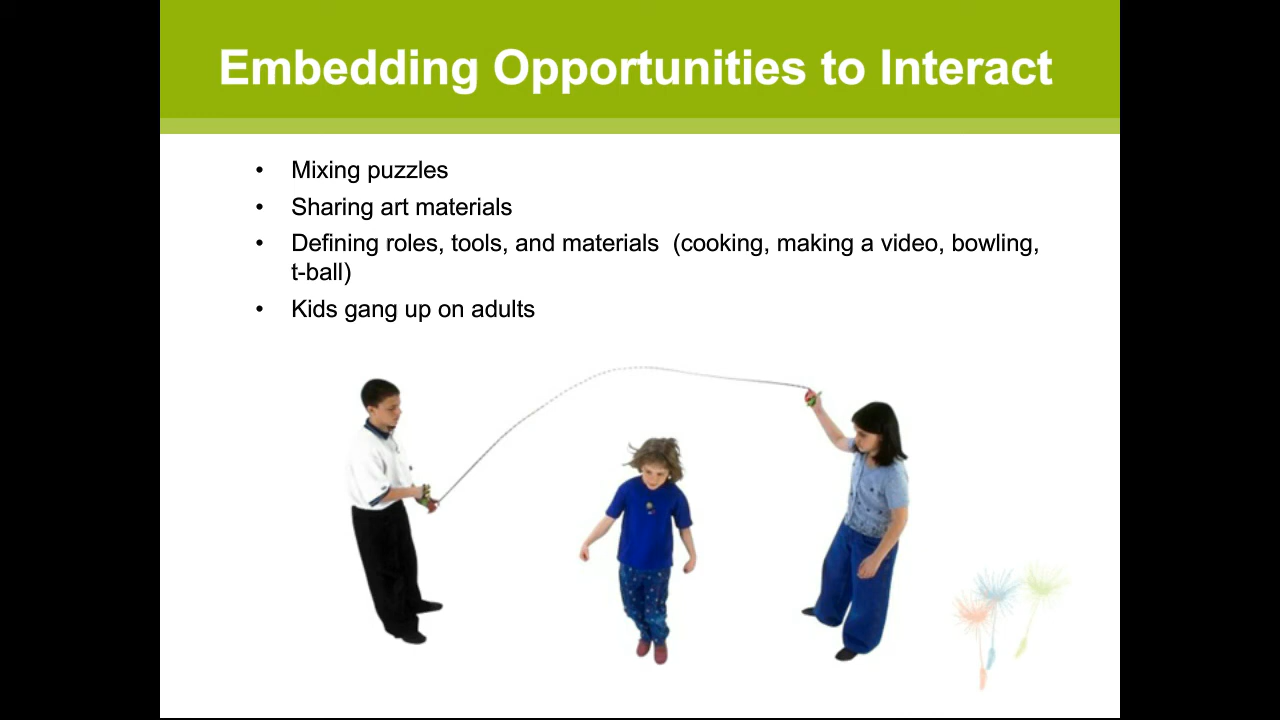 Embedding Opportunities to Interact
• Mixing puzzles
• Sharing art materials
• Defining roles, tools, and materials  (cooking, making a video, bowling,
t-ball)
• Kids gang up on adults